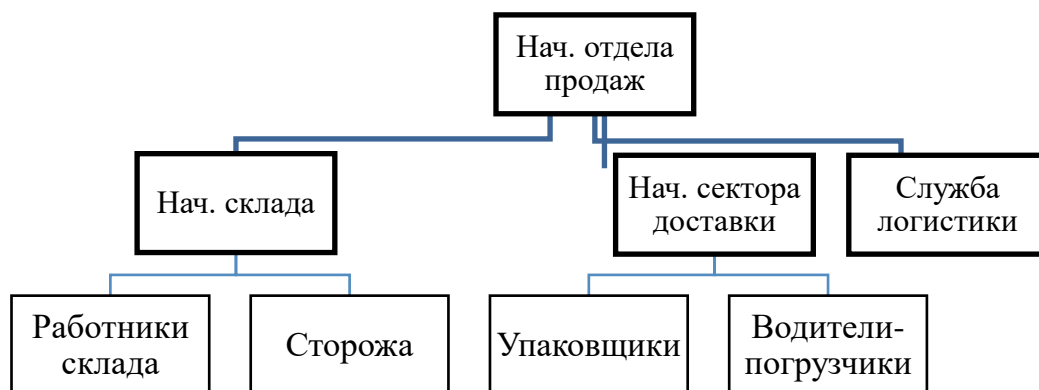 Нач. отдела
продаж
Нач. склада
Нач. сектора
доставки
Служба
логистики
Работники
склада
Сторожа
Упаковщики
Водители-
погрузчики